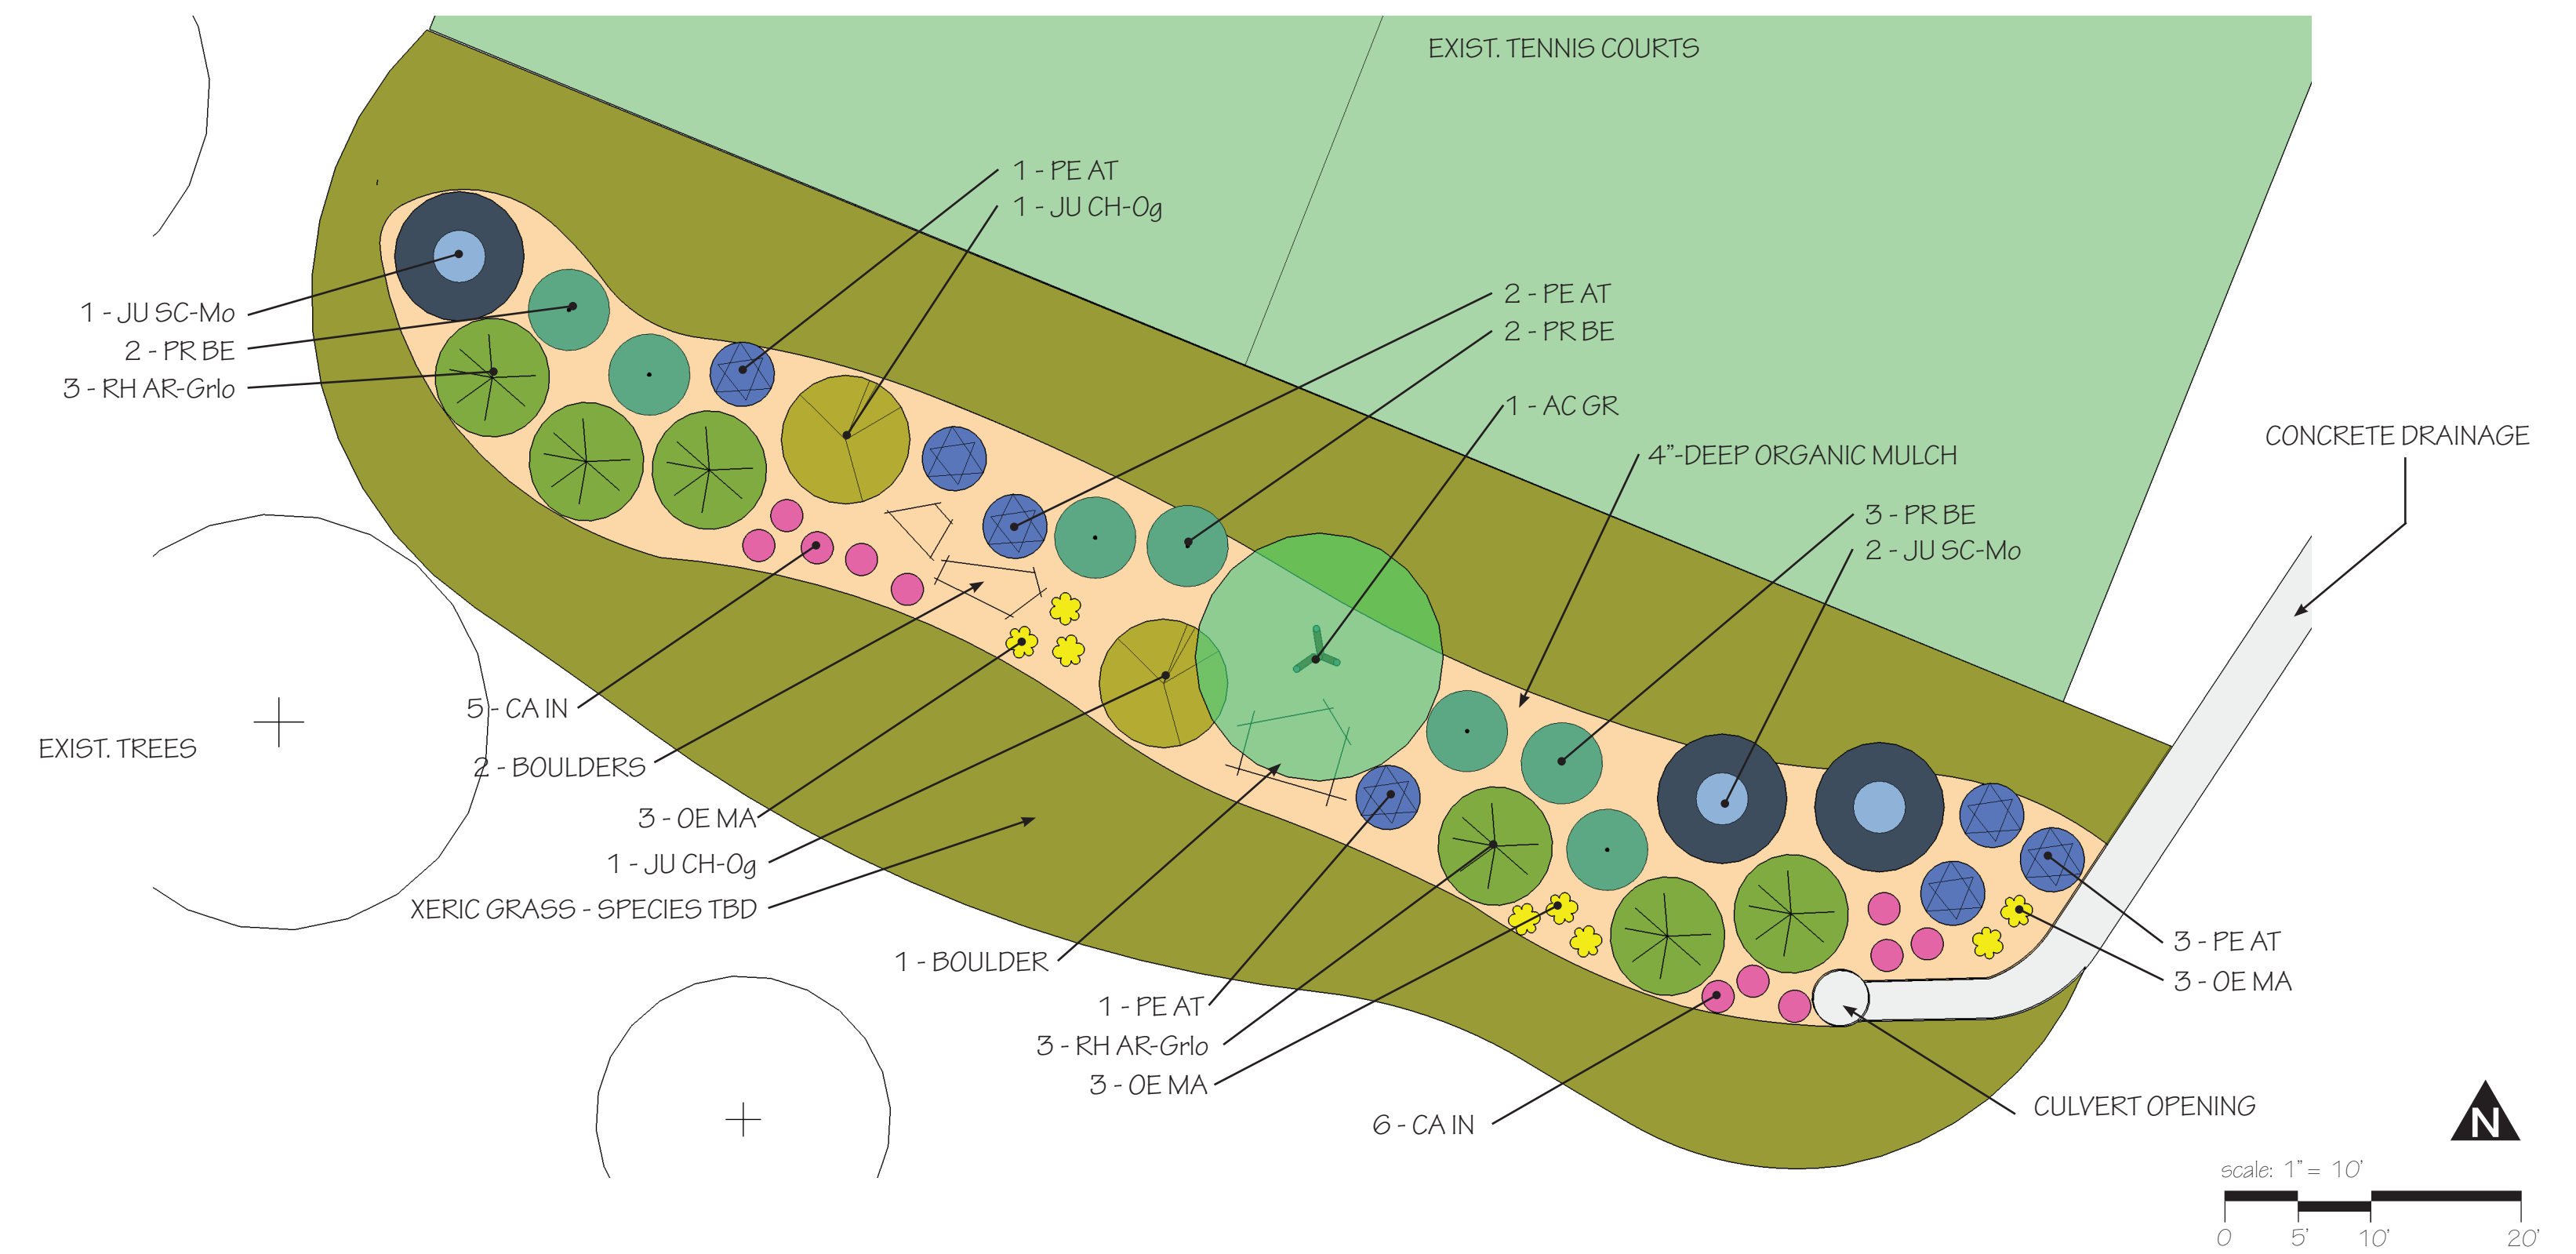 EXIST. TENNIS COURTS
1 - PE AT
1 - JU CH-Og
2 - PE AT
2 - PR BE
1 - JU SC-Mo
2 - PR BE
3 - RH AR-Grlo
1 - AC GR
4"-DEEP ORGANIC MULCH
CONCRETE DRAINAGE
3 - PR BE
2 - JU SC-Mo
5 - CA IN
EXIST. TREES
2 - BOULDERS
3 - OE MA
1 - JU CH-Og
XERIC GRASS - SPECIES TBD
1 - BOULDER
3 - PE AT
3 - OE MA
1 - PE AT
3 - RH AR-Grlo
3 - OE MA
6 - CA IN
CULVERT OPENING
N
scale: 1" = 10'
0 5' 10' 20'